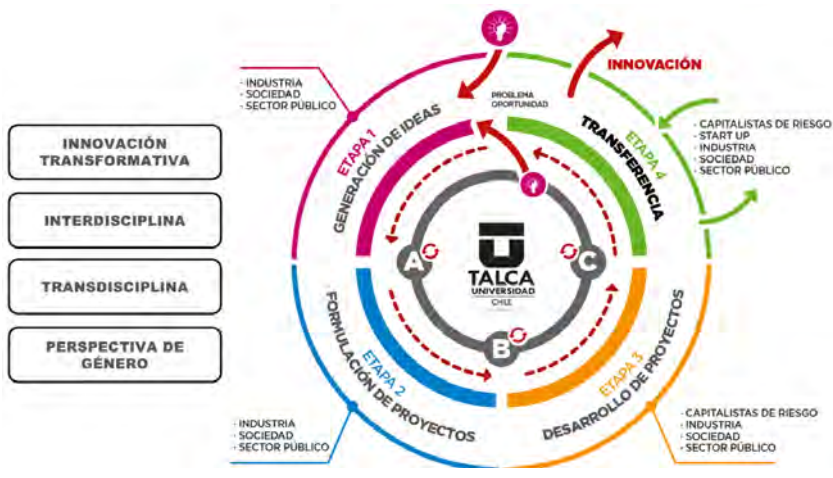 INNOVACIÓN
TRANSFORMATIVA
INTERDISCIPLINA
TRANSDISCIPLINA
PERSPECTIVA DE
GÉNERO
· INDUSTRIA
· SOCIEDAD
· SECTOR PÚBLICO
ETAPA 1
GENERACIÓN DE IDEAS
PROBLEMA
OPORTUNIDAD
INNOVACIÓN
ETAPA 4
TRANSFERENCIA
· CAPITALISTAS DE RIESGO
· START UP
· INDUSTRIA
· SOCIEDAD
· SECTOR PÚBLICO
A
TALCA
UNIVERSIDAD
CHILE
C
B
ETAPA 2
FORMULACIÓN DE PROYECTOS
· INDUSTRIA
· SOCIEDAD
· SECTOR PÚBLICO
ETAPA 3
DESARROLLO DE PROYECTOS
· CAPITALISTAS DE RIESGO
· INDUSTRIA
· SOCIEDAD
· SECTOR PÚBLICO